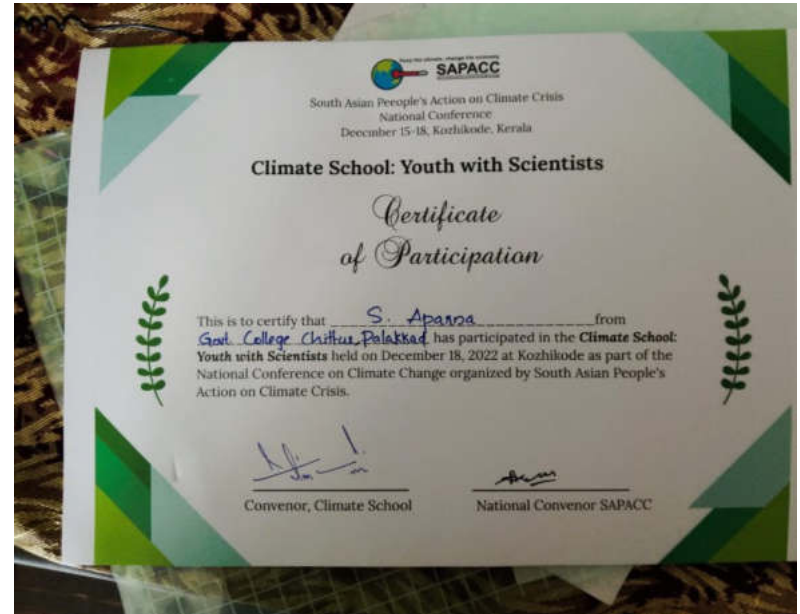 SAPACC
South Asian Peeople's Action on Climate Crisis
National Conference
Deecmber 15-18, Kozhikode, Kerala
Climate School: Youth with Scientists
Certificate
of Participation
This is to certify that S. Aparna from
Govt. College Chittur, Palakkad has participated in the Climate School:
Youth with Scientists held on December 18, 2022 at Kozhikode as part of the
National Conference on Climate Change organized by South Asian People's
Action on Climate Crisis.
Convenor, Climate School
National Convenor SAPACC